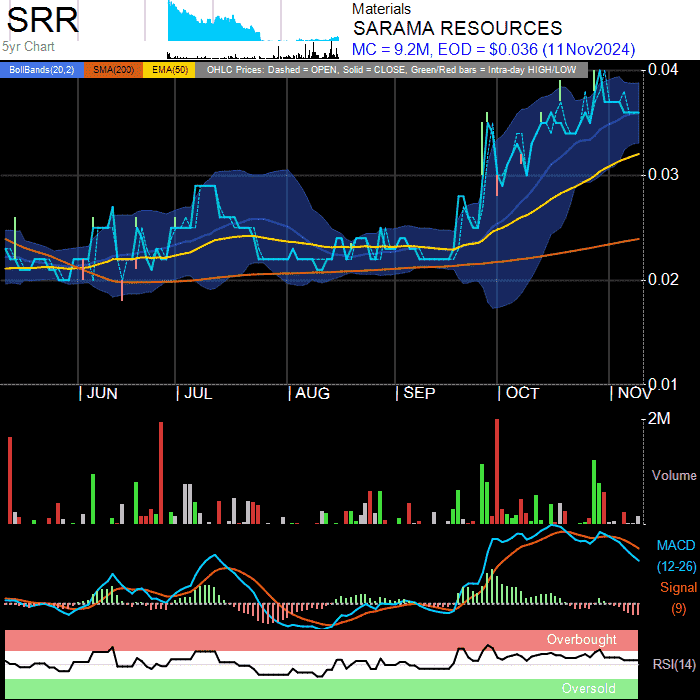 SRR
5yr Chart
Materials
SARAMA RESOURCES
MC = 9.2M, EOD = $0.036 (11Nov2024)
BollBands(20,2) SMA(200) EMA(50) OHLC Prices: Dashed = OPEN, Solid = CLOSE, Green/Red bars = Intra-day HIGH/LOW
0.04
0.03
0.02
0.01
JUN JUL AUG SEP OCT NOV
2M
Volume
MACD
(12-26)
Signal
(9)
Overbought
RSI(14)
Oversold